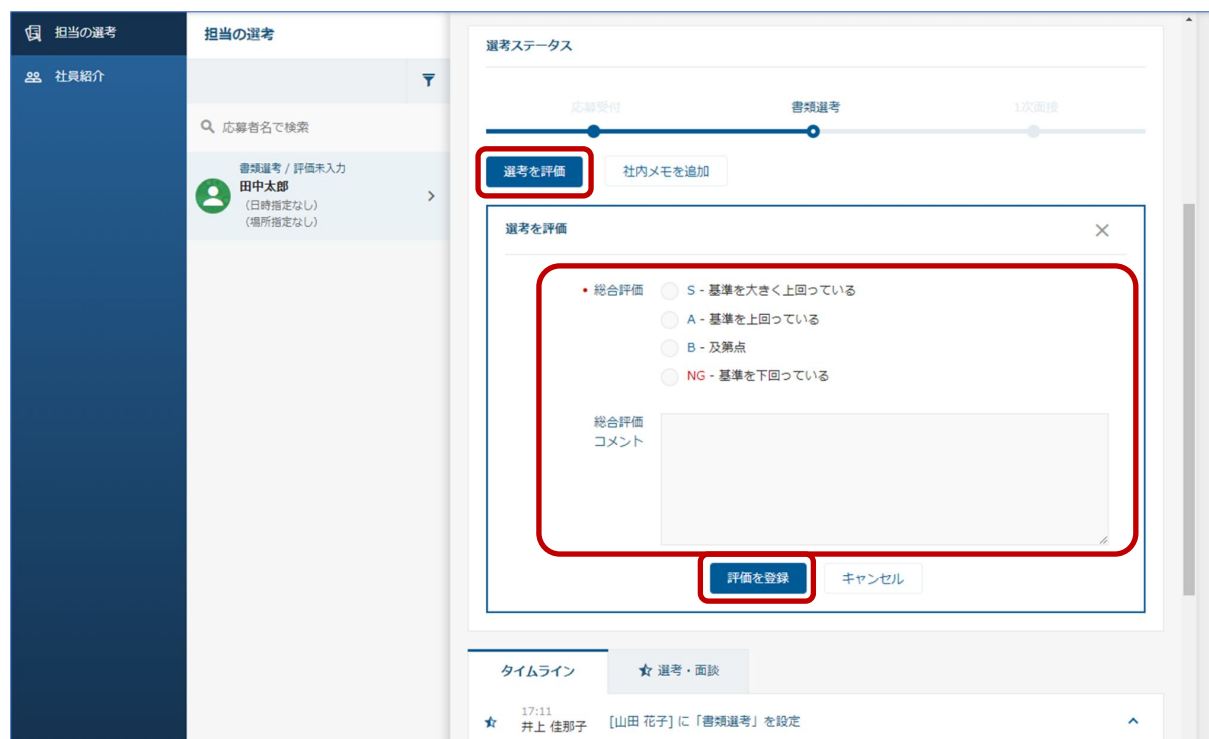 担当の選考
社員紹介
担当の選考
応募者名で検索
書類選考 / 評価未入力
田中太郎
（日時指定なし）
（場所指定なし）
選考ステータス
応募受付
書類選考
1次面接
選考を評価
社内メモを追加
選考を評価
• 総合評価
S - 基準を大きく上回っている
A - 基準を上回っている
B - 及第点
NG - 基準を下回っている
総合評価
コメント
評価を登録
キャンセル
タイムライン
選考・面談
17:11
井上 佳那子
[山田 花子] に「書類選考」を設定